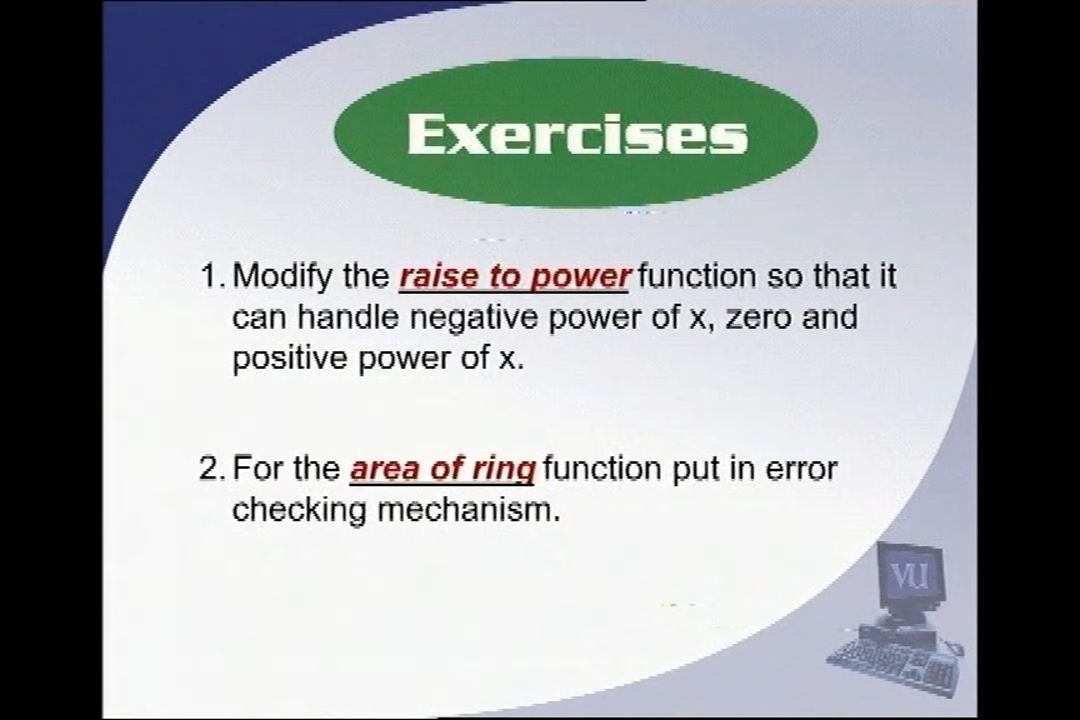 Exercises
1. Modify the raise to power function so that it
can handle negative power of x, zero and
positive power of x.
2. For the area of ring function put in error
checking mechanism.
VU